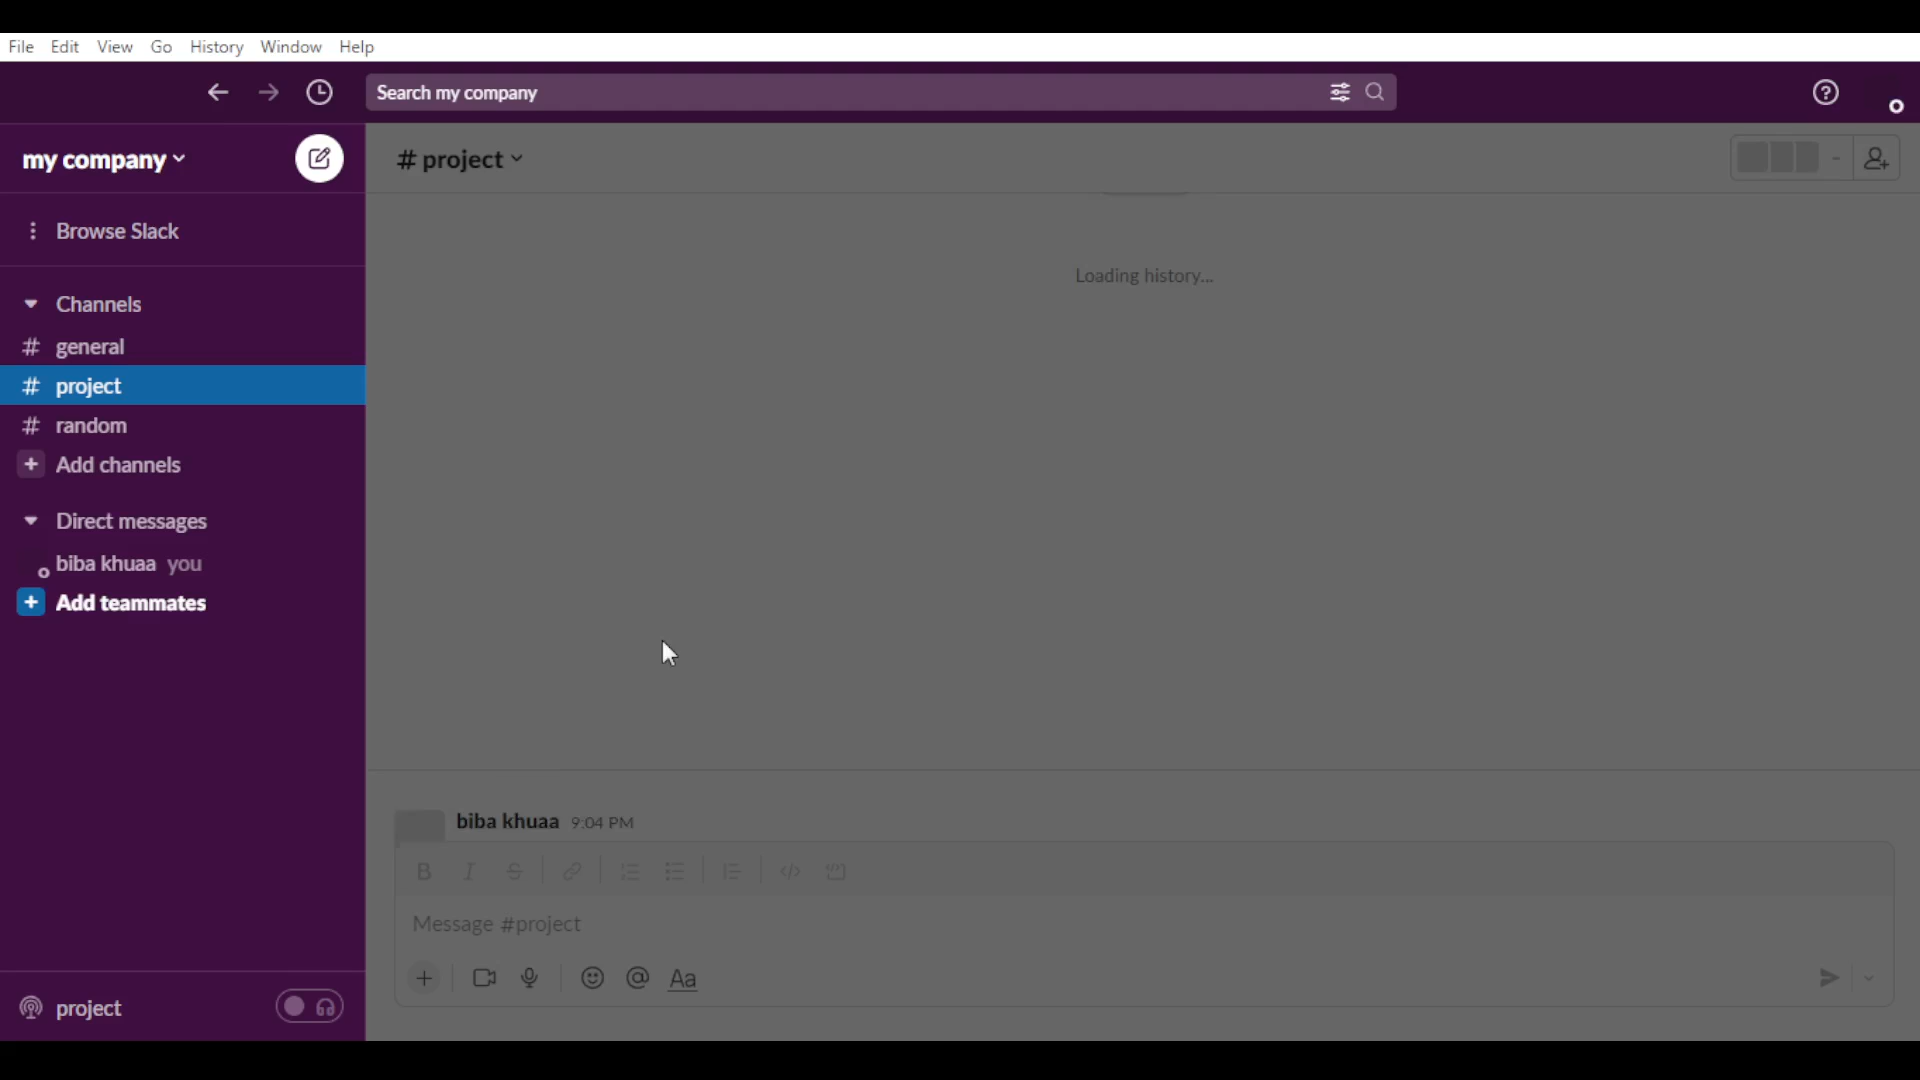 File Edit View Go History Window Help
Search my company
my company
# project
Browse Slack
Loading history...
Channels
# general
# project
# random
+ Add channels
Direct messages
biba khuaa you
+ Add teammates
biba khuaa 9:04 PM
B I S
Message #project
Aa
project